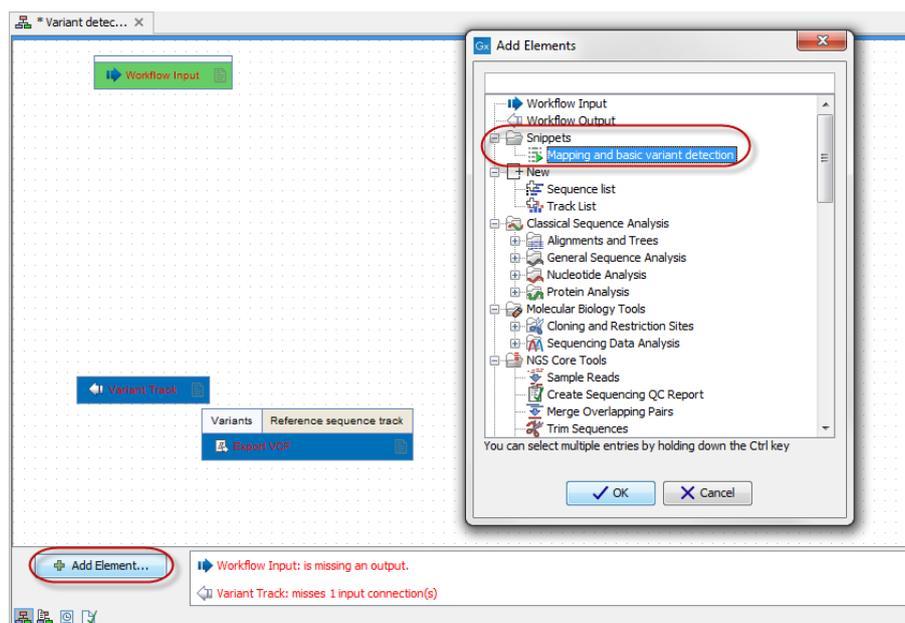 * Variant detec...
Workflow Input
Gx Add Elements
Workflow Input
Workflow Output
Snippets
Mapping and basic variant detection
New
Sequence list
Track List
Classical Sequence Analysis
Alignments and Trees
General Sequence Analysis
Nucleotide Analysis
Protein Analysis
Molecular Biology Tools
Cloning and Restriction Sites
Sequencing Data Analysis
NGS Core Tools
Sample Reads
Create Sequencing QC Report
Merge Overlapping Pairs
Trim Sequences
You can select multiple entries by holding down the Ctrl key
OK
Cancel
Variant Track
Variants
Reference sequence track
Export VCF
Add Element...
Workflow Input: is missing an output.
Variant Track: misses 1 input connection(s)